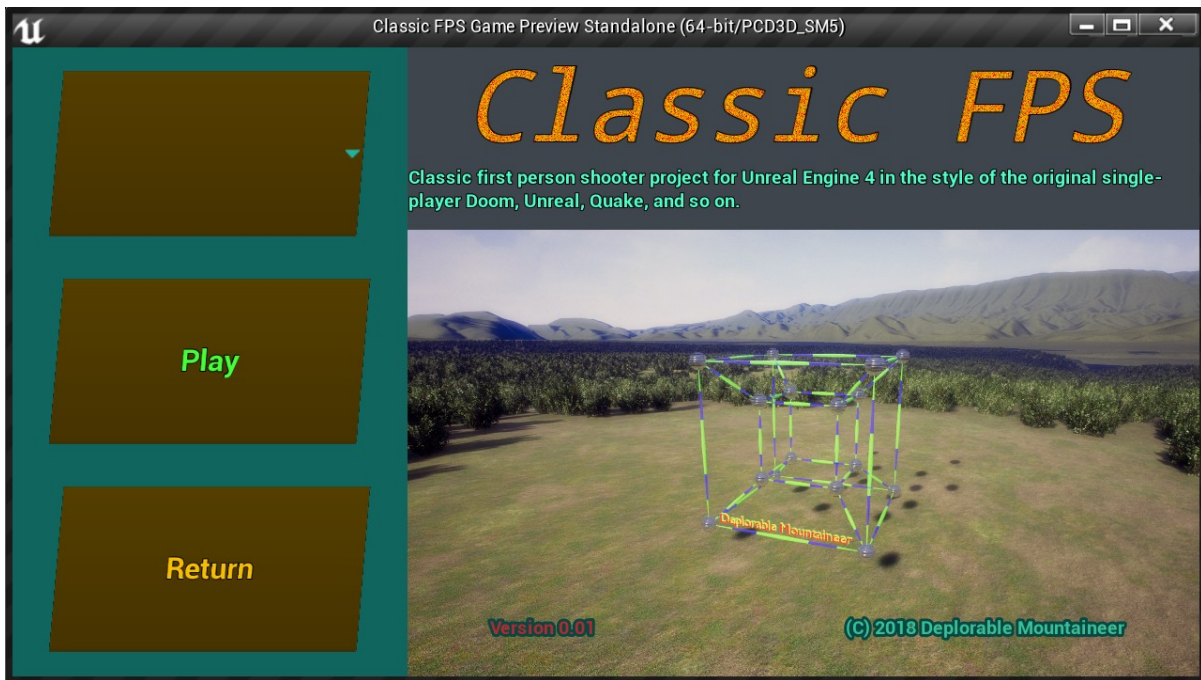 Classic FPS Game Preview Standalone (64-bit/PCD3D_SM5)
Classic FPS
Classic first person shooter project for Unreal Engine 4 in the style of the original single-
player Doom, Unreal, Quake, and so on.
Play
Return
Deplorable Mountaineer
Version 0.01
(C) 2018 Deplorable Mountaineer